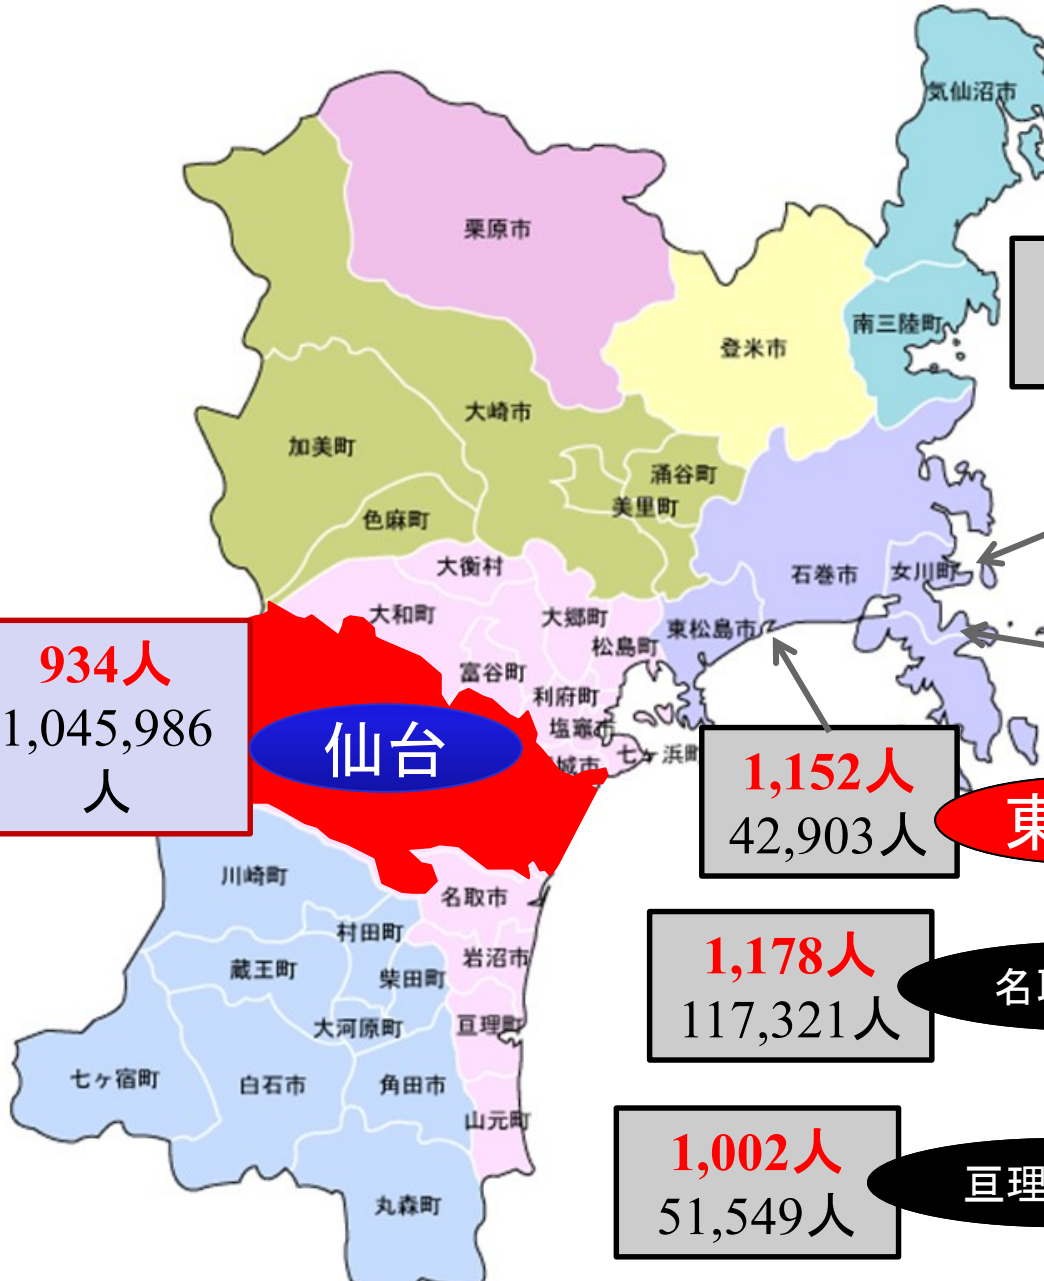 気仙沼市
栗原市
南三陸町
登米市
大崎市
加美町
涌谷町
美里町
色麻町
大衡村
石巻市
女川町
大和町
大郷町
東松島市
松島町
富谷町
利府町
塩竈市
七ヶ浜町
城市
934人
1,045,986
人
仙台
1,152人
42,903人
東
川崎町
名取市
村田町
岩沼市
蔵王町
柴田町
大河原町
亘理町
1,178人
117,321人
名取
七ヶ宿町
白石市
角田市
山元町
1,002人
51,549人
亘理
丸森町